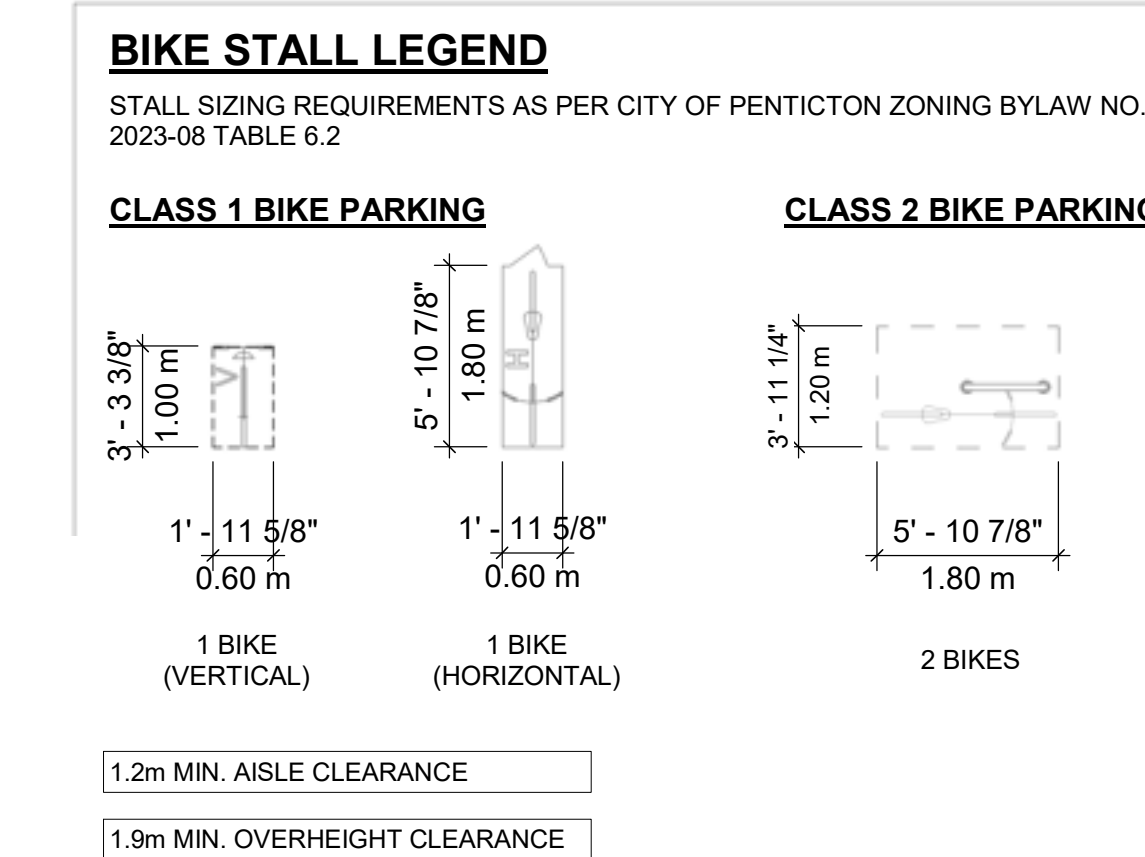 BIKE STALL LEGEND
STALL SIZING REQUIREMENTS AS PER CITY OF PENTICTON ZONING BYLAW NO.
2023-08 TABLE 6.2
CLASS 1 BIKE PARKING
CLASS 2 BIKE PARKING
3' - 3 3/8"
1.00 m
V
5' - 10 7/8"
1.80 m
H
3' - 11 1/4"
1.20 m
1' - 11 5/8"
0.60 m
1' - 11 5/8"
0.60 m
5' - 10 7/8"
1.80 m
1 BIKE
(VERTICAL)
1 BIKE
(HORIZONTAL)
2 BIKES
1.2m MIN. AISLE CLEARANCE
1.9m MIN. OVERHEIGHT CLEARANCE